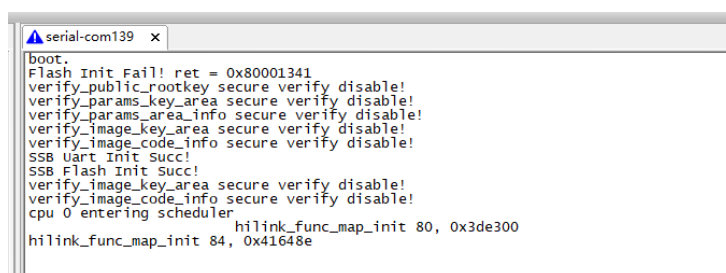 serial-com139 x
boot.
Flash Init Fail! ret = 0x80001341
verify_public_rootkey secure verify disable!
verify_params_key_area secure verify disable!
verify_params_area_info secure verify disable!
verify_image_key_area secure verify disable!
verify_image_code_info secure verify disable!
SSB Uart Init Succ!
SSB Flash Init Succ!
verify_image_key_area secure verify disable!
verify_image_code_info secure verify disable!
cpu 0 entering scheduler
hilink_func_map_init 80, 0x3de300
hilink_func_map_init 84, 0x41648e